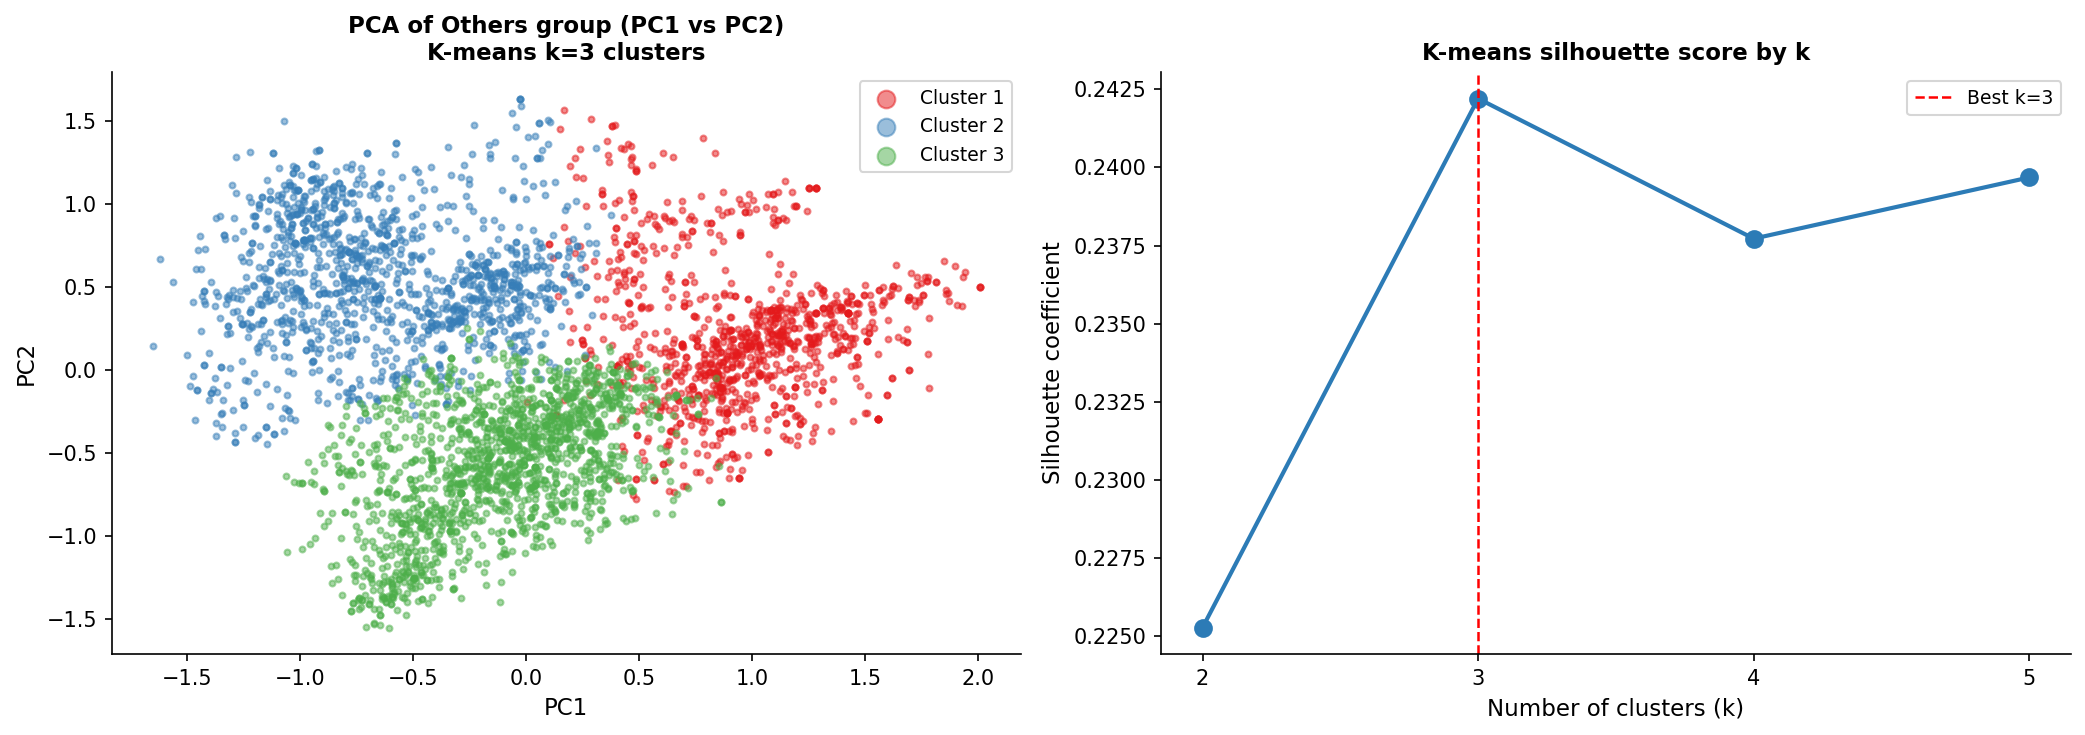 PCA of Others group (PC1 vs PC2)
K-means k=3 clusters
Cluster 1
Cluster 2
Cluster 3
PC2
1.5
1.0
0.5
0.0
−0.5
−1.0
−1.5
−1.5
−1.0
−0.5
0.0
0.5
1.0
1.5
2.0
PC1
K-means silhouette score by k
Best k=3
Silhouette coefficient
0.2425
0.2400
0.2375
0.2350
0.2325
0.2300
0.2275
0.2250
2
3
4
5
Number of clusters (k)